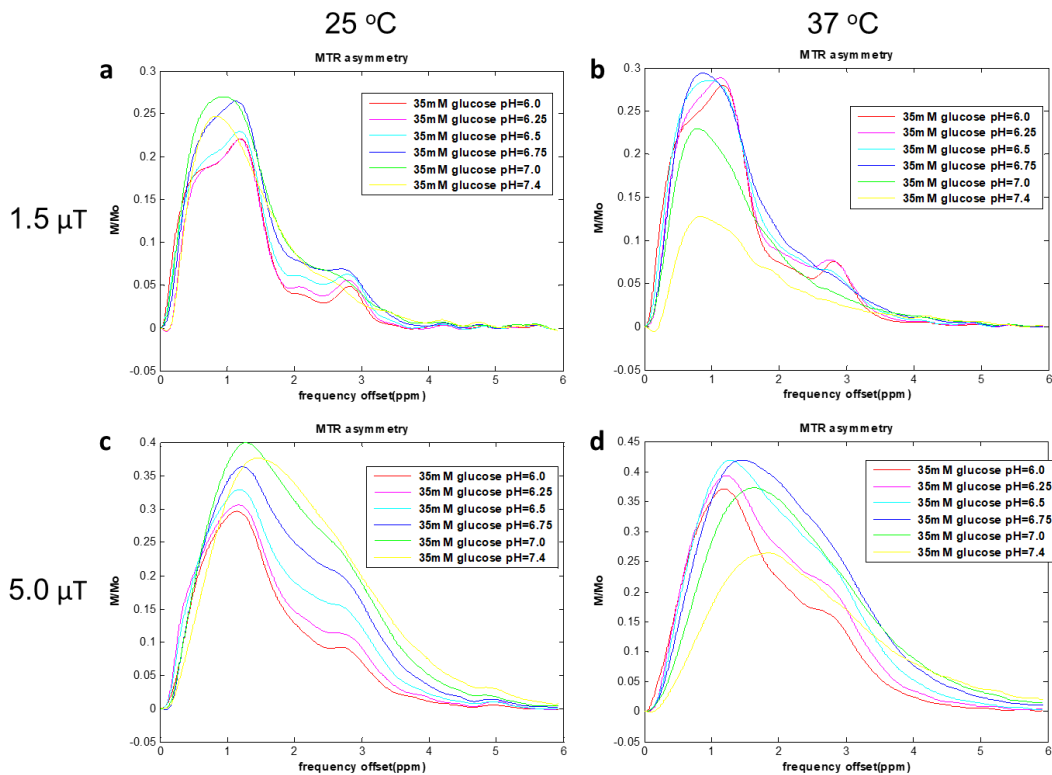 25 °C
37 °C
1.5 µT
5.0 µT
a
MTR asymmetry
0.3
0.25
0.2
0.15
0.1
0.05
0
-0.05
M/Mo
35mM glucose pH=6.0
35mM glucose pH=6.25
35mM glucose pH=6.5
35mM glucose pH=6.75
35mM glucose pH=7.0
35mM glucose pH=7.4
0 1 2 3 4 5 6
frequency offset(ppm)
b
MTR asymmetry
0.3
0.25
0.2
0.15
0.1
0.05
0
-0.05
M/Mo
35mM glucose pH=6.0
35mM glucose pH=6.25
35mM glucose pH=6.5
35mM glucose pH=6.75
35mM glucose pH=7.0
35mM glucose pH=7.4
0 1 2 3 4 5 6
frequency offset(ppm)
c
MTR asymmetry
0.4
0.35
0.3
0.25
0.2
0.15
0.1
0.05
0
-0.05
M/Mo
35mM glucose pH=6.0
35mM glucose pH=6.25
35mM glucose pH=6.5
35mM glucose pH=6.75
35mM glucose pH=7.0
35mM glucose pH=7.4
0 1 2 3 4 5 6
frequency offset(ppm)
d
MTR asymmetry
0.45
0.4
0.35
0.3
0.25
0.2
0.15
0.1
0.05
0
-0.05
M/Mo
35mM glucose pH=6.0
35mM glucose pH=6.25
35mM glucose pH=6.5
35mM glucose pH=6.75
35mM glucose pH=7.0
35mM glucose pH=7.4
0 1 2 3 4 5 6
frequency offset(ppm)